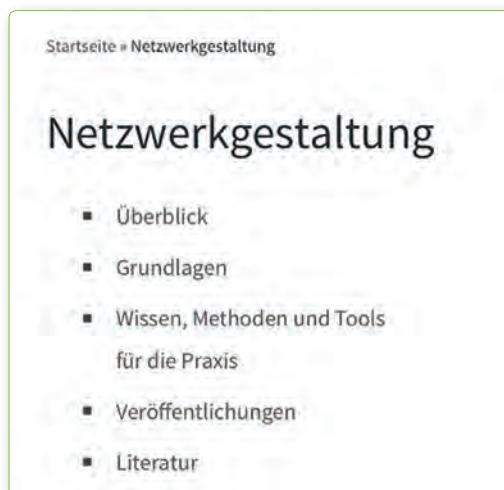 Startseite » Netzwerkgestaltung
Netzwerkgestaltung
▪ Überblick
▪ Grundlagen
▪ Wissen, Methoden und Tools
für die Praxis
▪ Veröffentlichungen
▪ Literatur